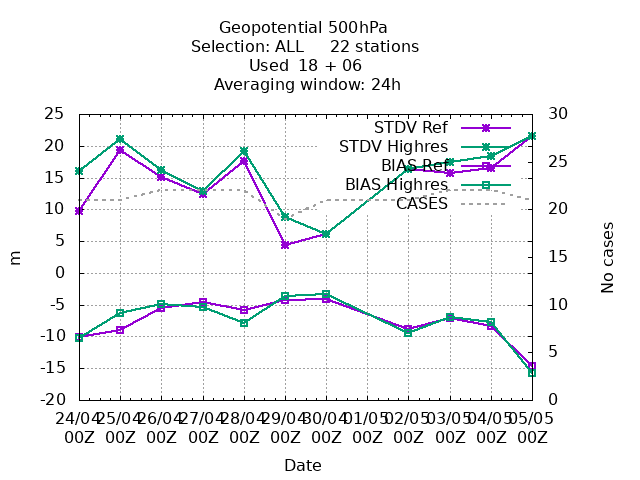 Geopotential 500hPa
Selection: ALL 22 stations
Used 18 + 06
Averaging window: 24h
25 30
STDV Ref
20
STDV Highres
25
BIAS Ref
15
BIAS Highres
20
CASES
10
5
15
0
-5 10
-10
5
-15
-20 0
m
No cases
24/04 25/04 26/04 27/04 28/04 29/04 30/04 01/05 02/05 03/05 04/05 05/05
00Z 00Z 00Z 00Z 00Z 00Z 00Z 00Z 00Z 00Z 00Z 00Z
Date